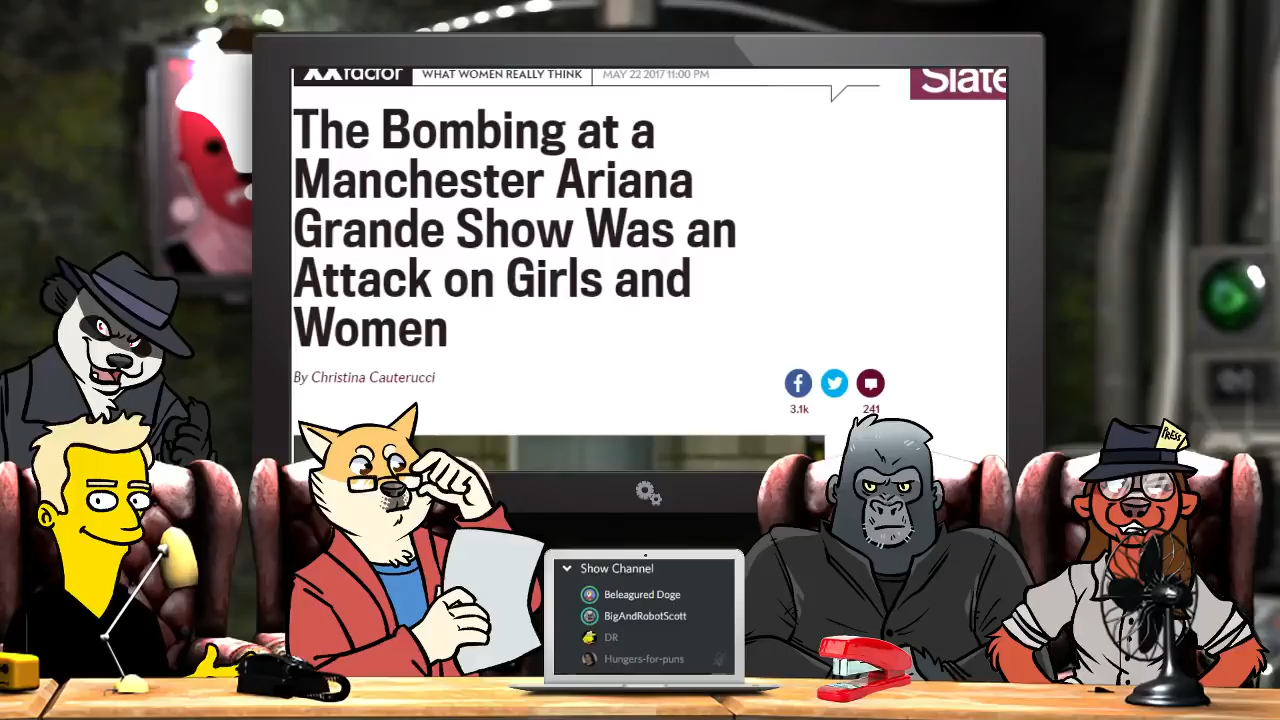 XXfactor WHAT WOMEN REALLY THINK MAY 22 2017 11:00 PM Slate
The Bombing at a
Manchester Ariana
Grande Show Was an
Attack on Girls and
Women
By Christina Cauterucci
3.1k 241
PRESS
Show Channel
Beleagured Doge
BigAndRobotScott
DR
Hungers-for-puns